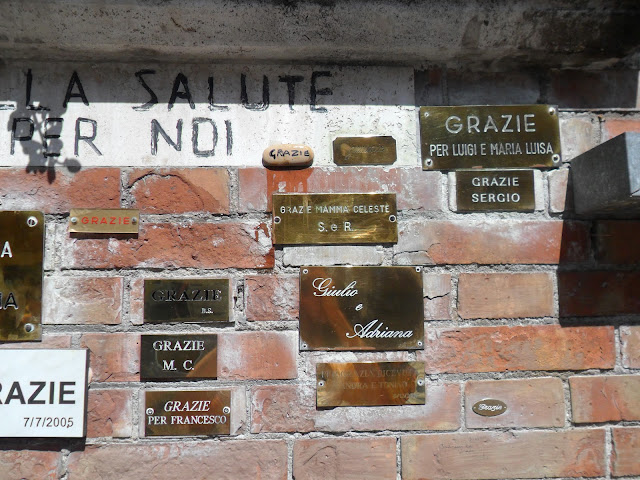 LA SALUTE
PER NOI
GRAZIE
GRAZIE
PER LUIGI E MARIA LUISA
GRAZIE
SERGIO
GRAZIE
GRAZIE MAMMA CELESTE
S. e R.
GRAZIE
B.S.
Giulio
e
Adriana
GRAZIE
M. C.
GRAZIE
PER FRANCESCO
GRAZIE
7/7/2005
Grazie